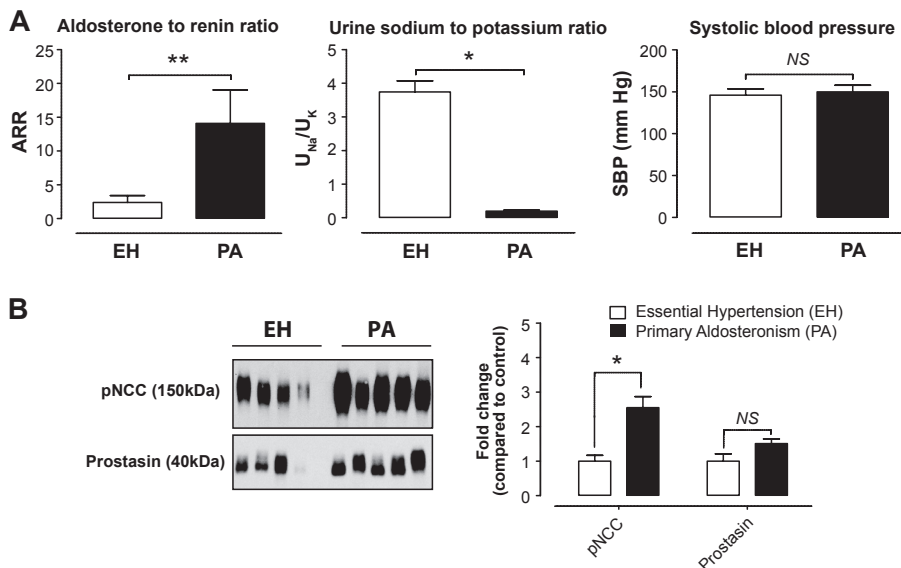 A
Aldosterone to renin ratio
ARR
25
20
15
10
5
0
**
EH PA
Urine sodium to potassium ratio
U_Na/U_K
5
4
3
2
1
0
*
EH PA
Systolic blood pressure
SBP (mm Hg)
200
150
100
50
0
NS
EH PA
B
EH PA
pNCC (150kDa)
Prostasin (40kDa)
Essential Hypertension (EH)
Primary Aldosteronism (PA)
Fold change
(compared to control)
5
4
3
2
1
0
*
NS
pNCC
Prostasin